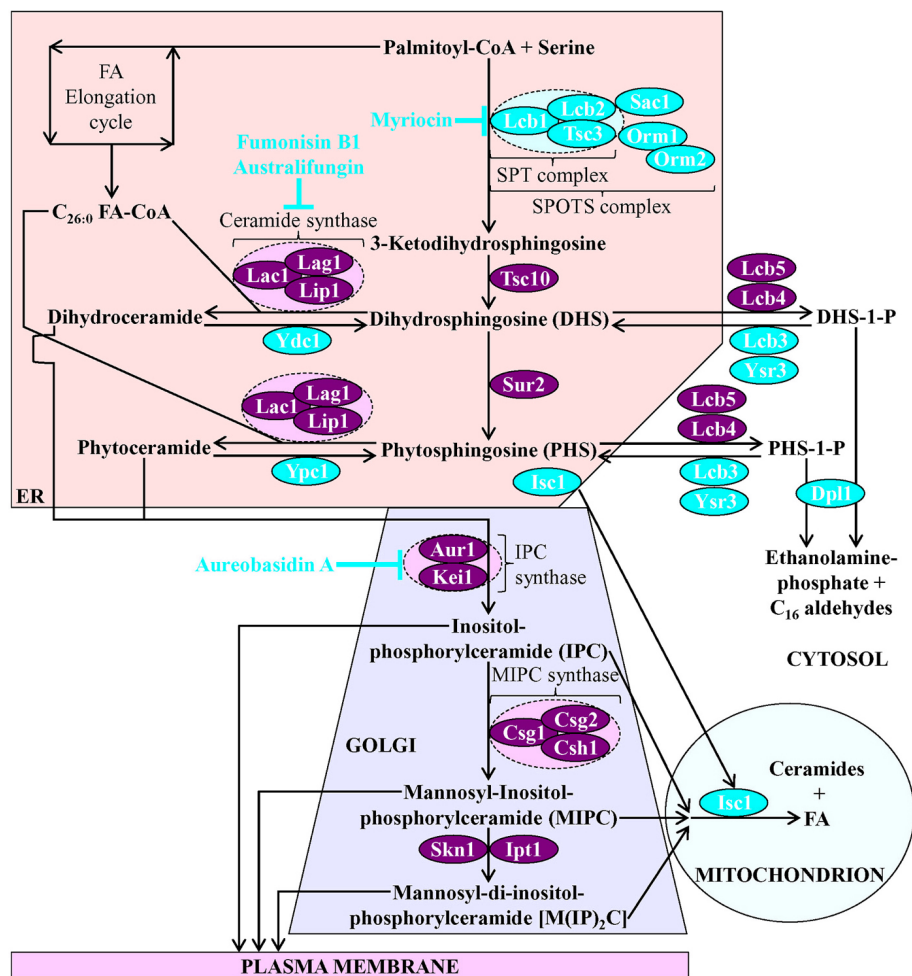 Palmitoyl-CoA + Serine
FA
Elongation
cycle
Myriocin
Lcb1
Lcb2
Tsc3
Sac1
Orm1
Orm2
SPT complex
SPOTS complex
Fumonisin B1
Australifungin
C26:0 FA-CoA
Ceramide synthase
Lac1
Lag1
Lip1
3-Ketodihydrosphingosine
Tsc10
Lcb5
Lcb4
Dihydroceramide
Dihydrosphingosine (DHS)
DHS-1-P
Ydc1
Lcb3
Ysr3
Lac1
Lag1
Lip1
Sur2
Lcb5
Lcb4
Phytoceramide
Phytosphingosine (PHS)
PHS-1-P
Ypc1
Lcb3
Ysr3
Isc1
Dpl1
ER
Aureobasidin A
Aur1
Kei1
IPC
synthase
Ethanolamine-
phosphate +
C16 aldehydes
Inositol-
phosphorylceramide (IPC)
CYTOSOL
MIPC synthase
Csg1
Csg2
Csh1
GOLGI
Mannosyl-Inositol-
phosphorylceramide (MIPC)
Isc1
Ceramides
+
FA
MITOCHONDRION
Skn1
Ipt1
Mannosyl-di-inositol-
phosphorylceramide [M(IP)2C]
PLASMA MEMBRANE